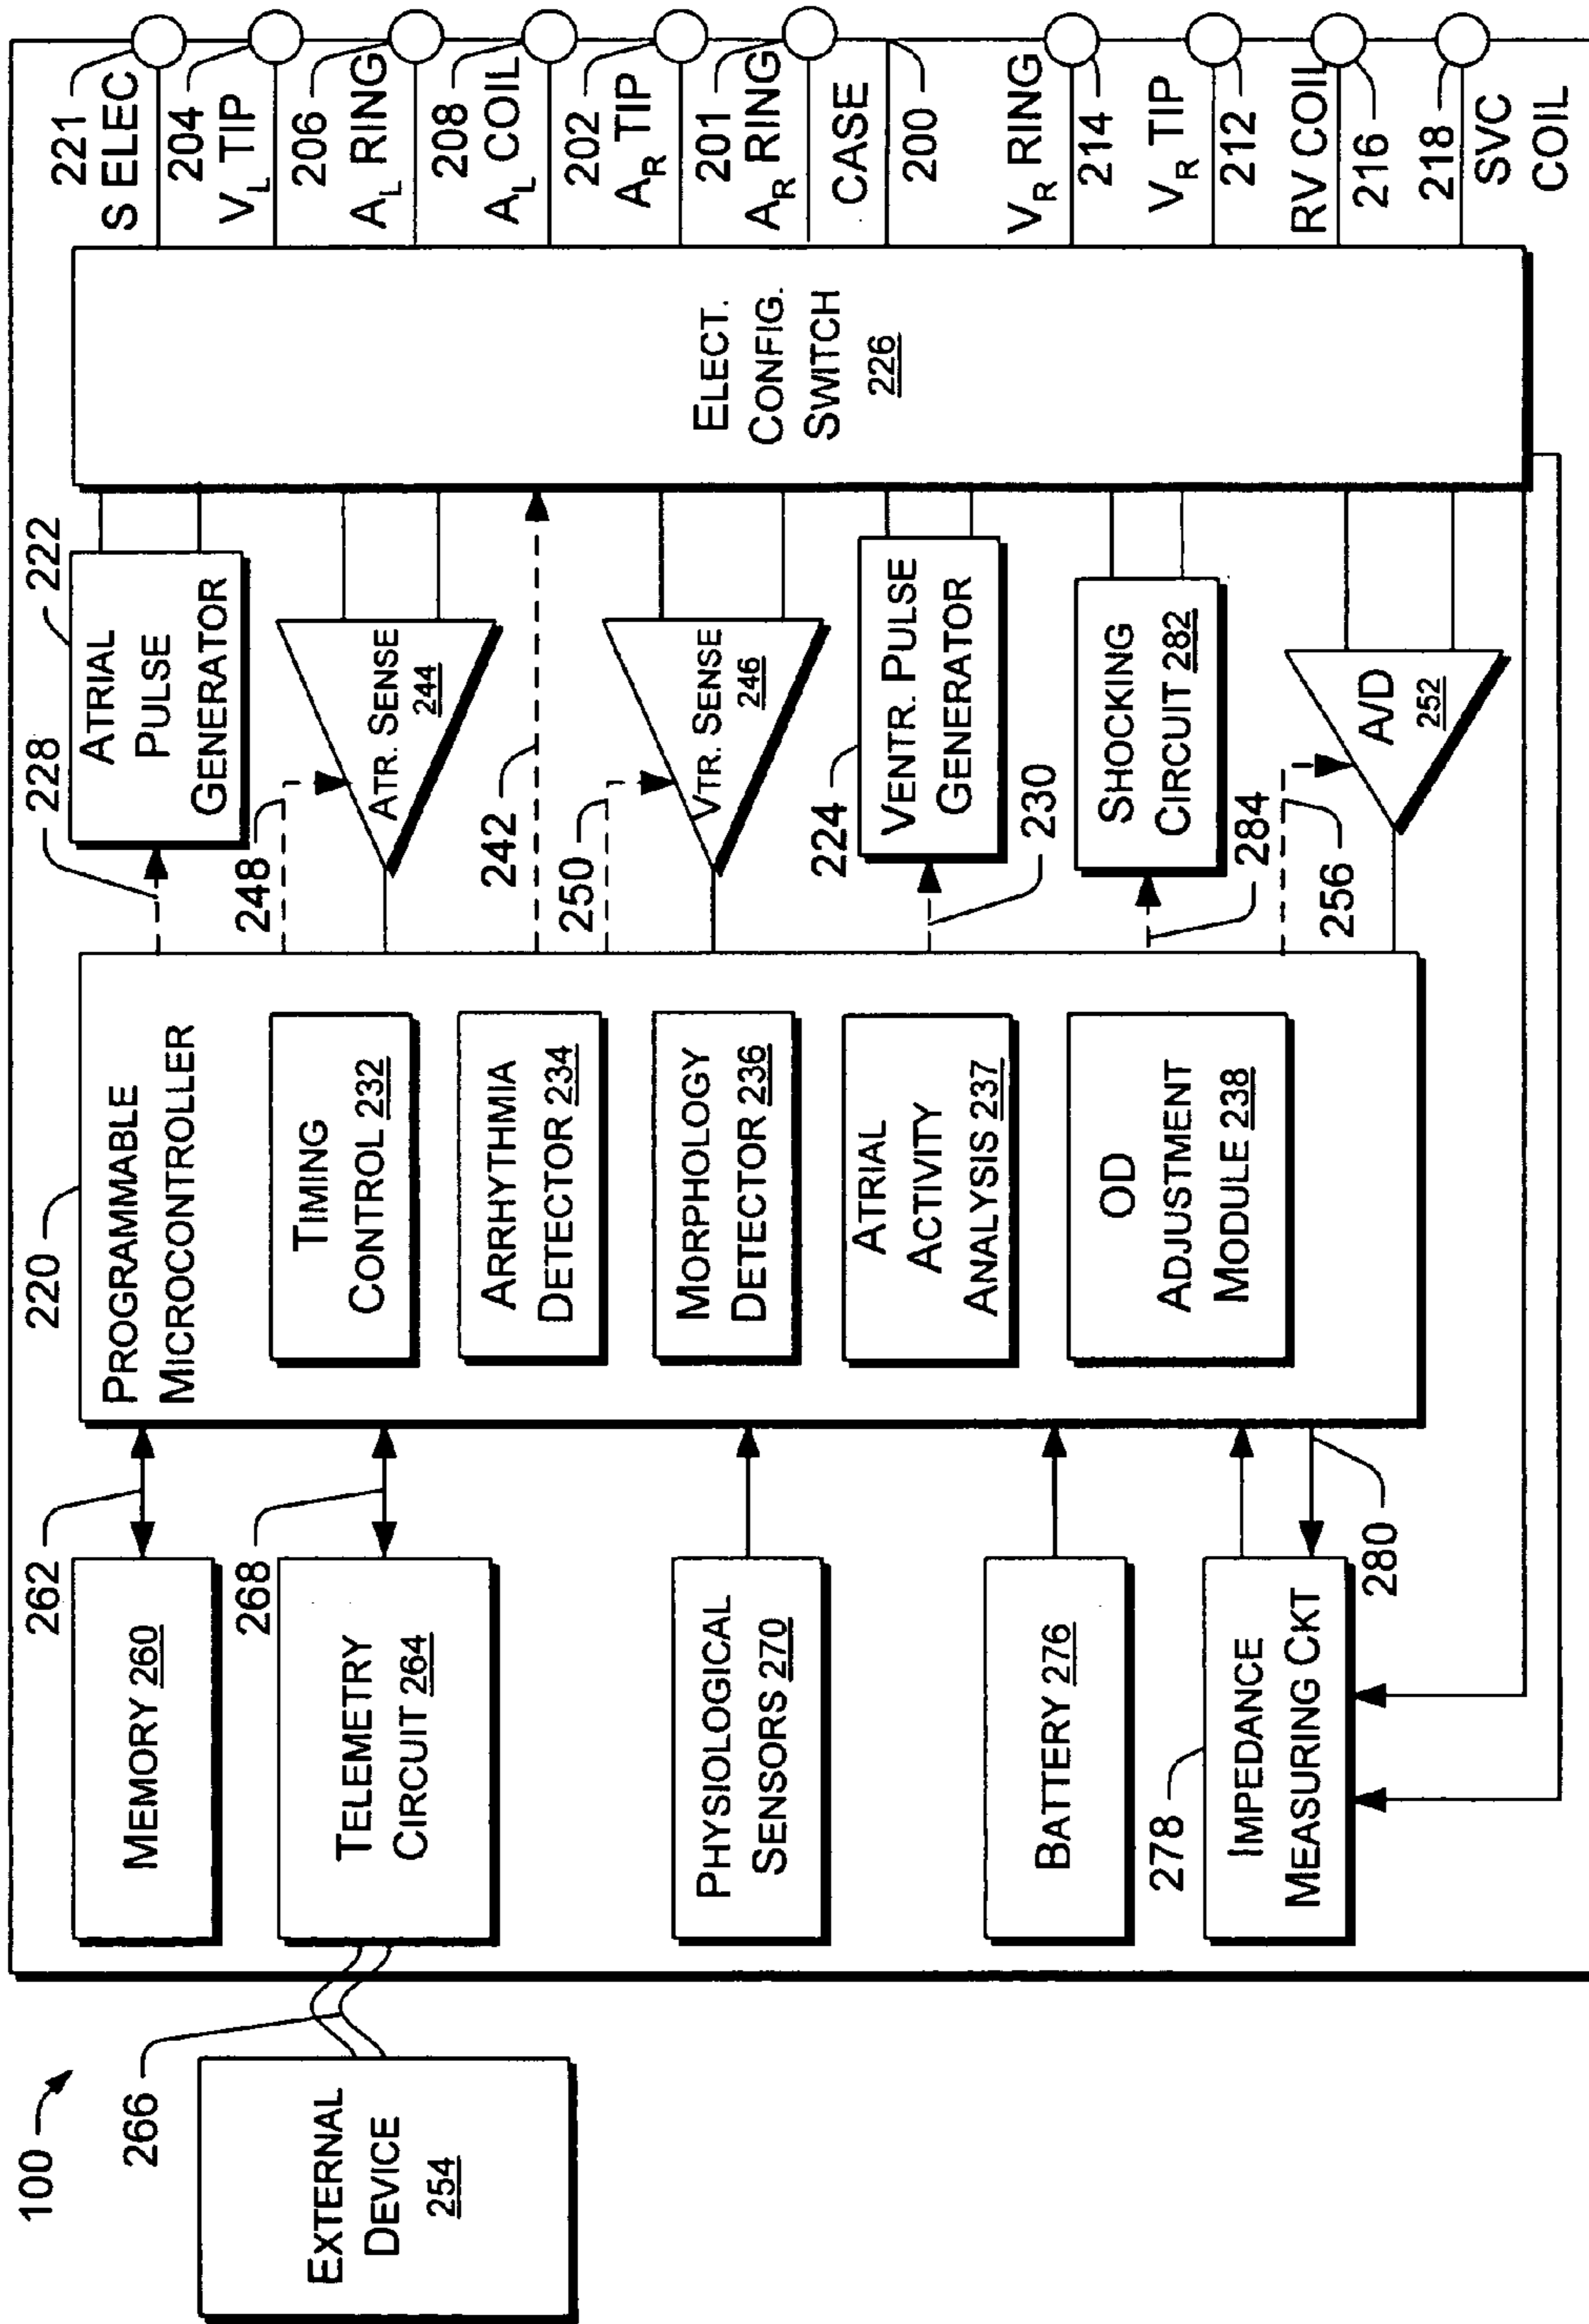 100
EXTERNAL
DEVICE
254
266
MEMORY 260
262
TELEMETRY
CIRCUIT 264
268
PHYSIOLOGICAL
SENSORS 270
BATTERY 276
278
IMPEDANCE
MEASURING CKT
280
220
PROGRAMMABLE
MICROCONTROLLER
TIMING
CONTROL 232
ARRHYTHMIA
DETECTOR 234
MORPHOLOGY
DETECTOR 236
ATRIAL
ACTIVITY
ANALYSIS 237
OD
ADJUSTMENT
MODULE 238
222
228
ATRIAL
PULSE
GENERATOR
248
ATR. SENSE
244
242
250
VTR. SENSE
246
224
VENTR. PULSE
GENERATOR
230
SHOCKING
CIRCUIT 282
284
256
A/D
252
ELECT.
CONFIG.
SWITCH
226
221
S ELEC
204
VL TIP
206
AL RING
208
AL COIL
202
AR TIP
201
AR RING
CASE
200
VR RING
214
VR TIP
212
RV COIL
216
218
SVC
COIL